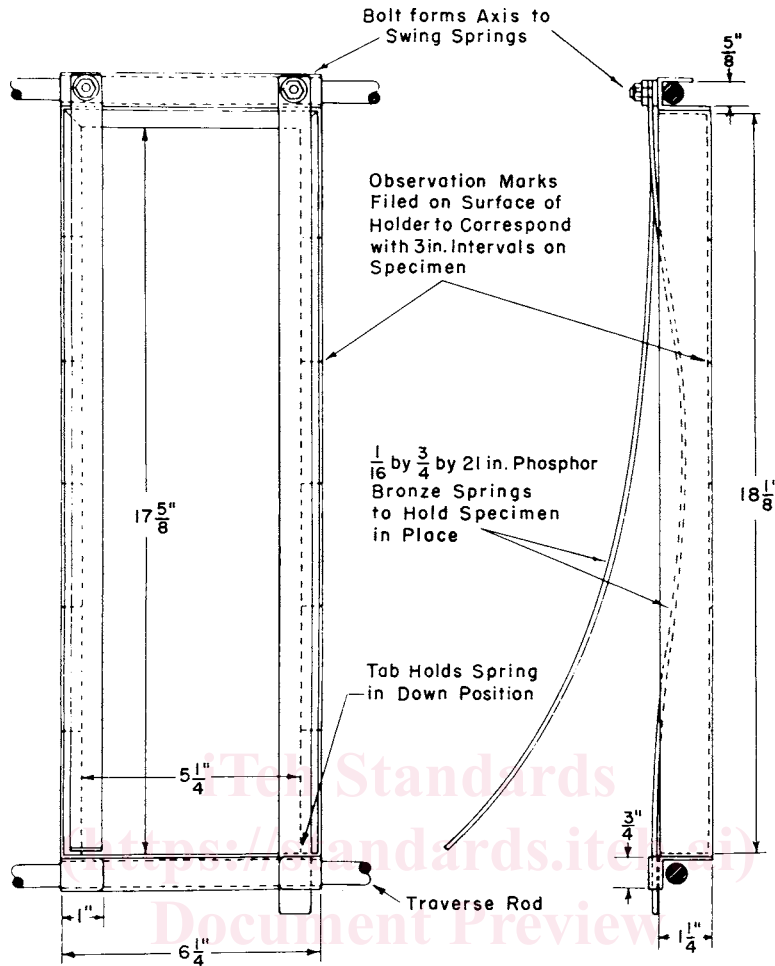 Bolt forms Axis to
Swing Springs
5/8"
Observation Marks
Filed on Surface of
Holder to Correspond
with 3in. Intervals on
Specimen
1/16 by 3/4 by 21 in. Phosphor
Bronze Springs
to Hold Specimen
in Place
17 5/8"
18 1/8"
Tab Holds Spring
in Down Position
5 1/4"
iTeh Standards
3/4"
(https://standards.iteh.ai)
Traverse Rod
1"
Document Preview
1 1/4"
6 1/4"